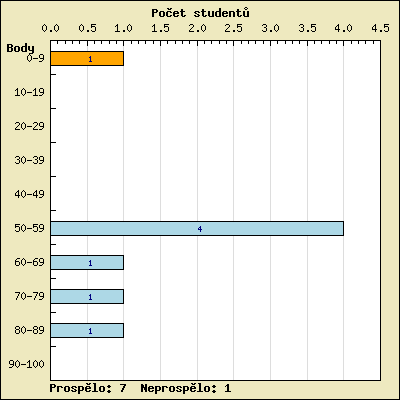 Počet studentů
0.0 0.5 1.0 1.5 2.0 2.5 3.0 3.5 4.0 4.5
Body
0-9 1
10-19
20-29
30-39
40-49
50-59 4
60-69 1
70-79 1
80-89 1
90-100
Prospělo: 7 Neprospělo: 1